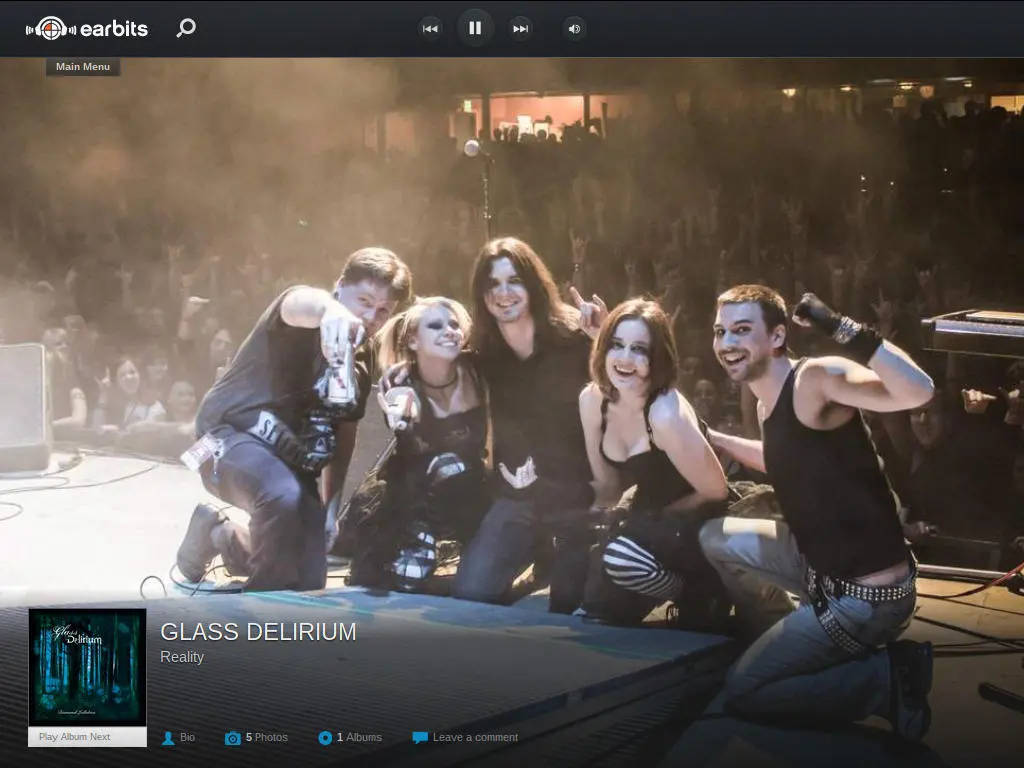 earbits
Main Menu
Glass
Delirium
GLASS DELIRIUM
Reality
Play Album Next
Bio
5 Photos
1 Albums
Leave a comment